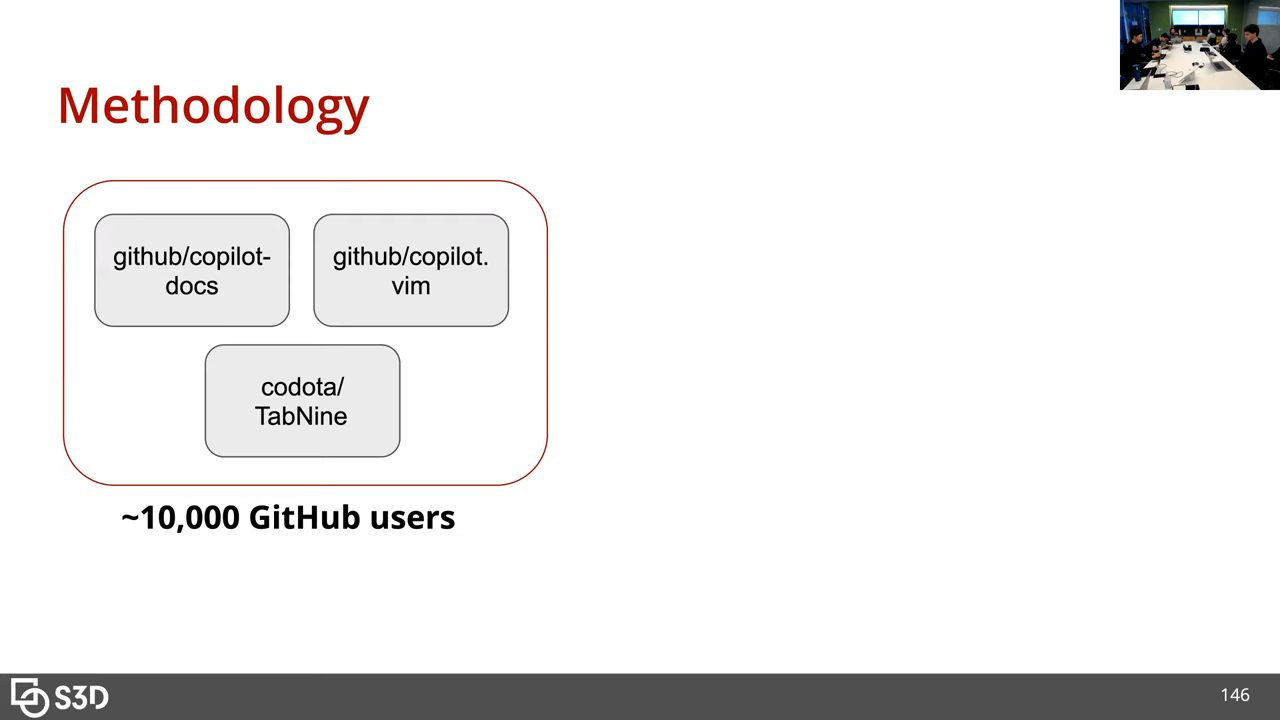 Methodology
github/copilot-
docs
github/copilot.
vim
codota/
TabNine
~10,000 GitHub users
S3D
146